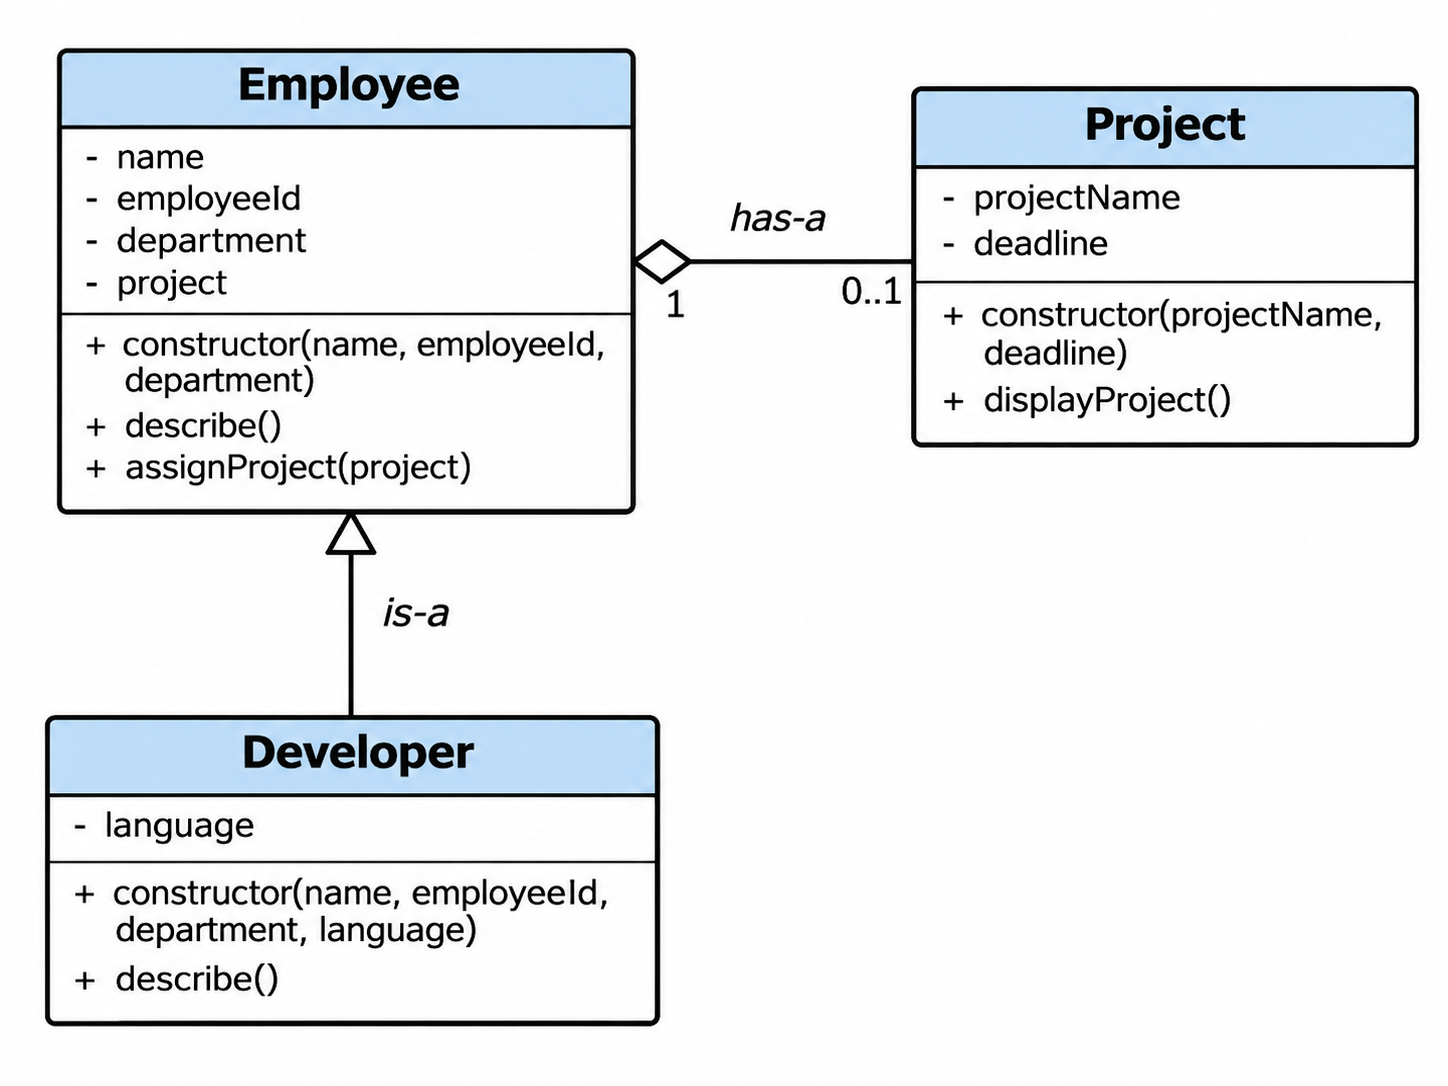 Employee
- name
- employeeId
- department
- project
+ constructor(name, employeeId,
department)
+ describe()
+ assignProject(project)
has-a
1
0..1
Project
- projectName
- deadline
+ constructor(projectName,
deadline)
+ displayProject()
is-a
Developer
- language
+ constructor(name, employeeId,
department, language)
+ describe()